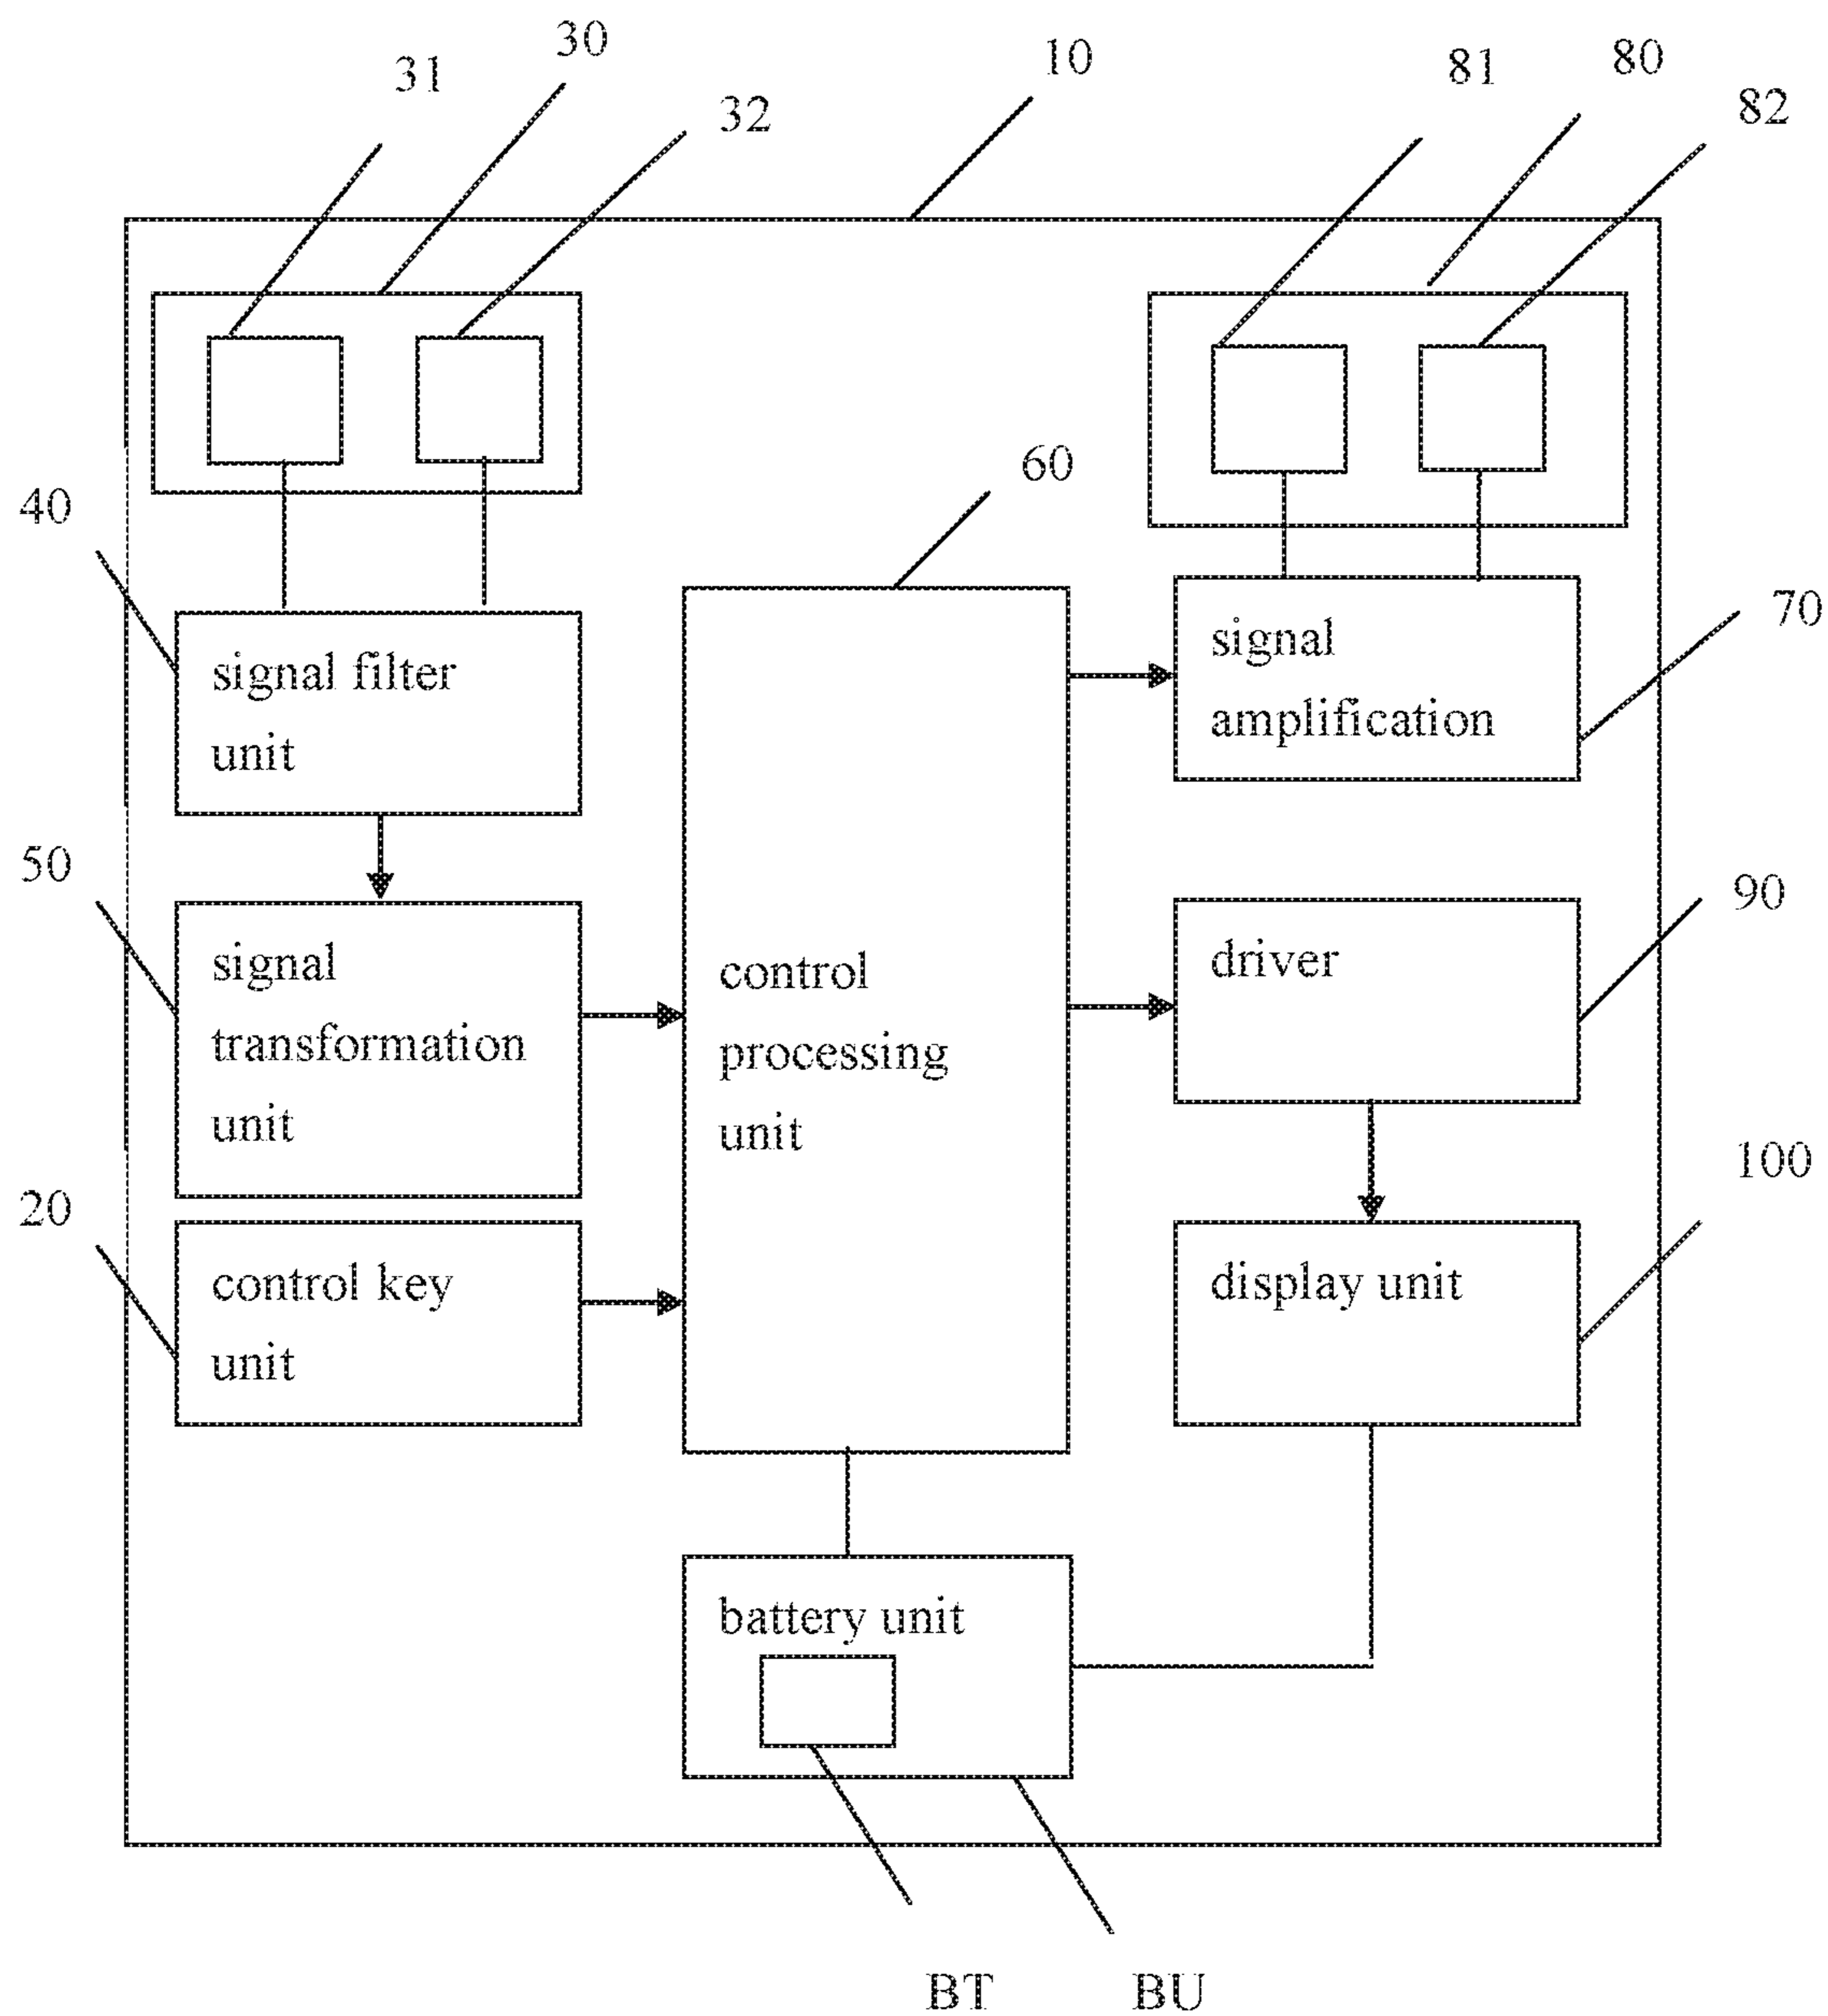 31
30
32
10
81
80
82
40
60
70
signal filter
unit
signal
amplification
50
90
signal
transformation
unit
control
processing
unit
driver
20
100
control key
unit
display unit
battery unit
BT
BU